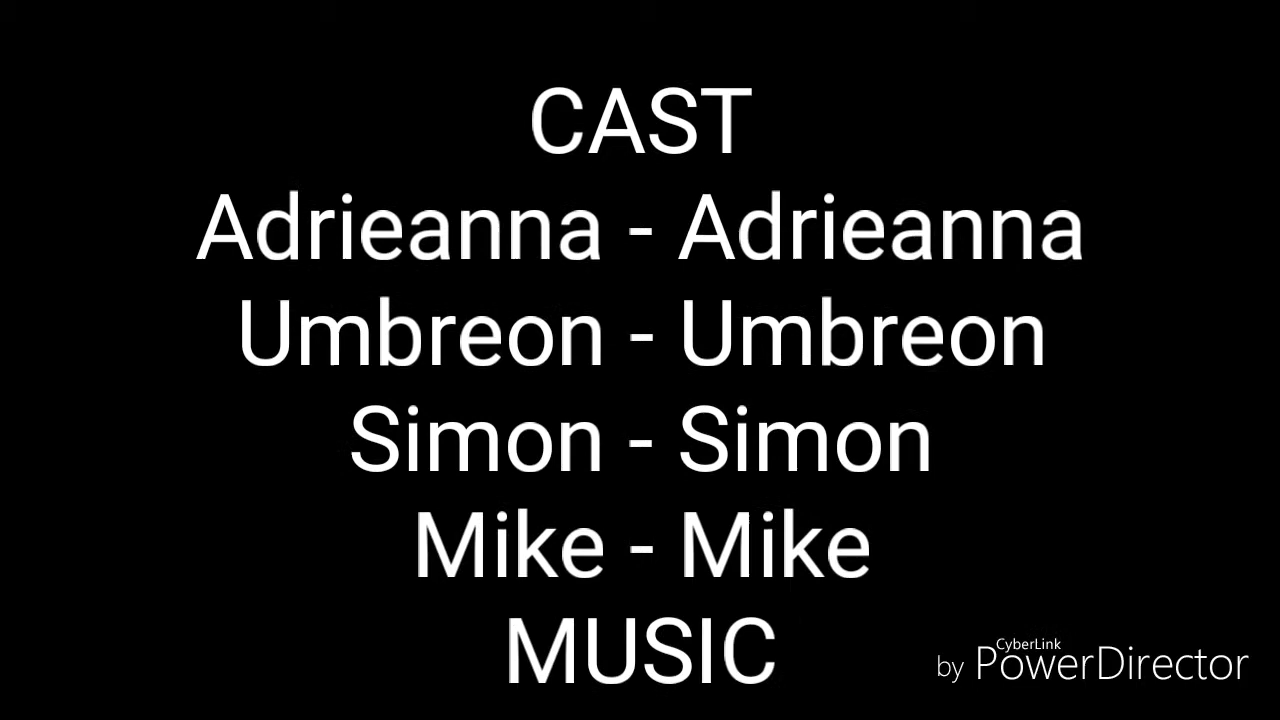 CAST
Adrieanna - Adrieanna
Umbreon - Umbreon
Simon - Simon
Mike - Mike
MUSIC
CyberLink
by PowerDirector